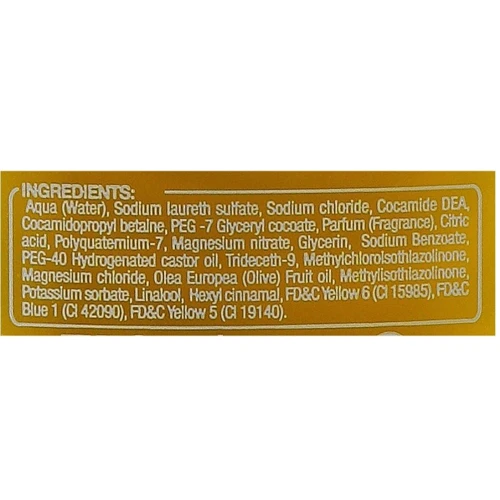 INGREDIENTS:
Aqua (Water), Sodium laureth sulfate, Sodium chloride, Cocamide DEA,
Cocamidopropyl betaine, PEG -7 Glyceryl cocoate, Parfum (Fragrance), Citric
acid, Polyquaternium-7, Magnesium nitrate, Glycerin, Sodium Benzoate,
PEG-40 Hydrogenated castor oil, Trideceth-9, Methylchloroisothiazolinone,
Magnesium chloride, Olea Europea (Olive) Fruit oil, Methylisothiazolinone,
Potassium sorbate, Linalool, Hexyl cinnamal, FD&C Yellow 6 (CI 15985), FD&C
Blue 1 (CI 42090), FD&C Yellow 5 (CI 19140).